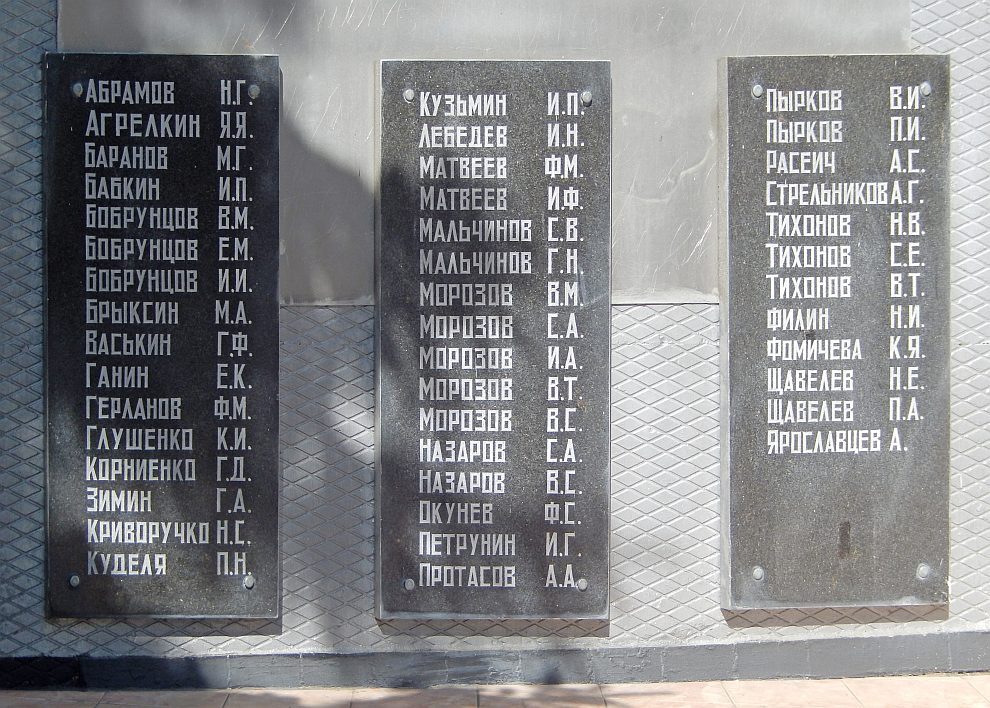 Абрамов Н.Г.
Агрелкин Я.Я.
Баранов М.Г.
Бабкин И.П.
Бобрунцов В.М.
Бобрунцов Е.М.
Бобрунцов И.И.
Брыксин М.А.
Васькин Г.Ф.
Ганин Е.К.
Герланов Ф.М.
Глушенко К.И.
Корниенко Г.Д.
Зимин Г.А.
Криворучко Н.С.
Куделя П.Н.
Кузьмин И.П.
Лебедев И.Н.
Матвеев Ф.М.
Матвеев И.Ф.
Мальчинов С.В.
Мальчинов Г.Н.
Морозов В.М.
Морозов С.А.
Морозов И.А.
Морозов В.Т
Морозов В.С.
Назаров С.А.
Назаров В.С.
Окунев Ф.С.
Петрунин И.Г.
Протасов А.А.
Пырков В.И.
Пырков П.И.
Расеич А.С.
Стрельников А.Г.
Тихонов Н.В.
Тихонов С.Е.
Тихонов В.Т.
Филин Н.И.
Фомичева К.Я.
Щавелев Н.Е.
Щавелев П.А.
Ярославцев А.